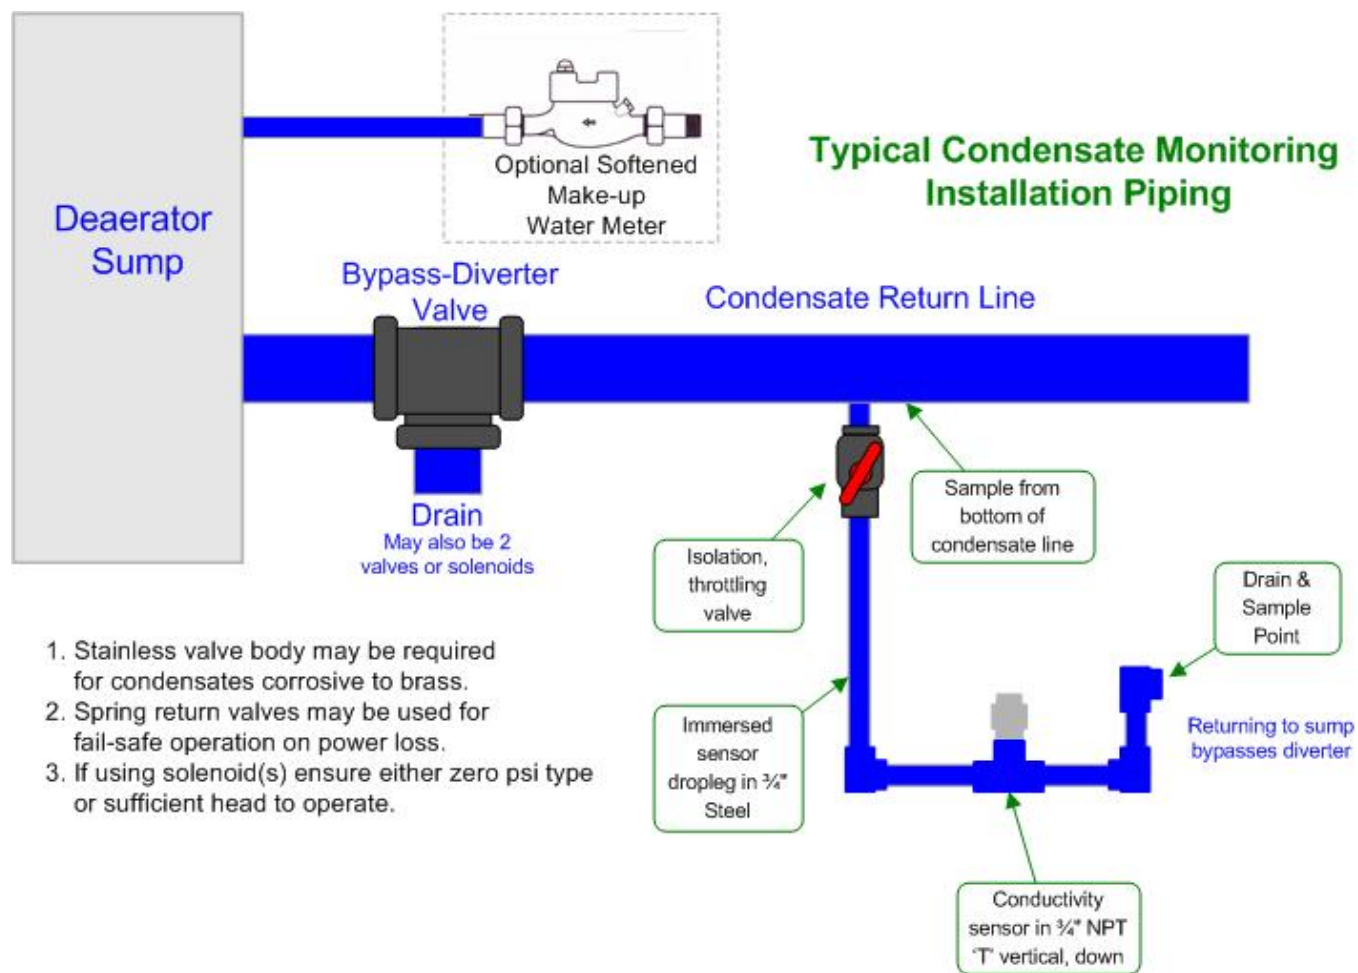 Optional Softened
Make-up
Water Meter
Typical Condensate Monitoring
Installation Piping
Deaerator
Sump
Bypass-Diverter
Valve
Condensate Return Line
Drain
May also be 2
valves or solenoids
Isolation,
throttling
valve
Sample from
bottom of
condensate line
Drain &
Sample
Point
1. Stainless valve body may be required
for condensates corrosive to brass.
2. Spring return valves may be used for
fail-safe operation on power loss.
3. If using solenoid(s) ensure either zero psi type
or sufficient head to operate.
Immersed
sensor
dropleg in ¾"
Steel
Returning to sump
bypasses diverter
Conductivity
sensor in ¾" NPT
'T' vertical, down